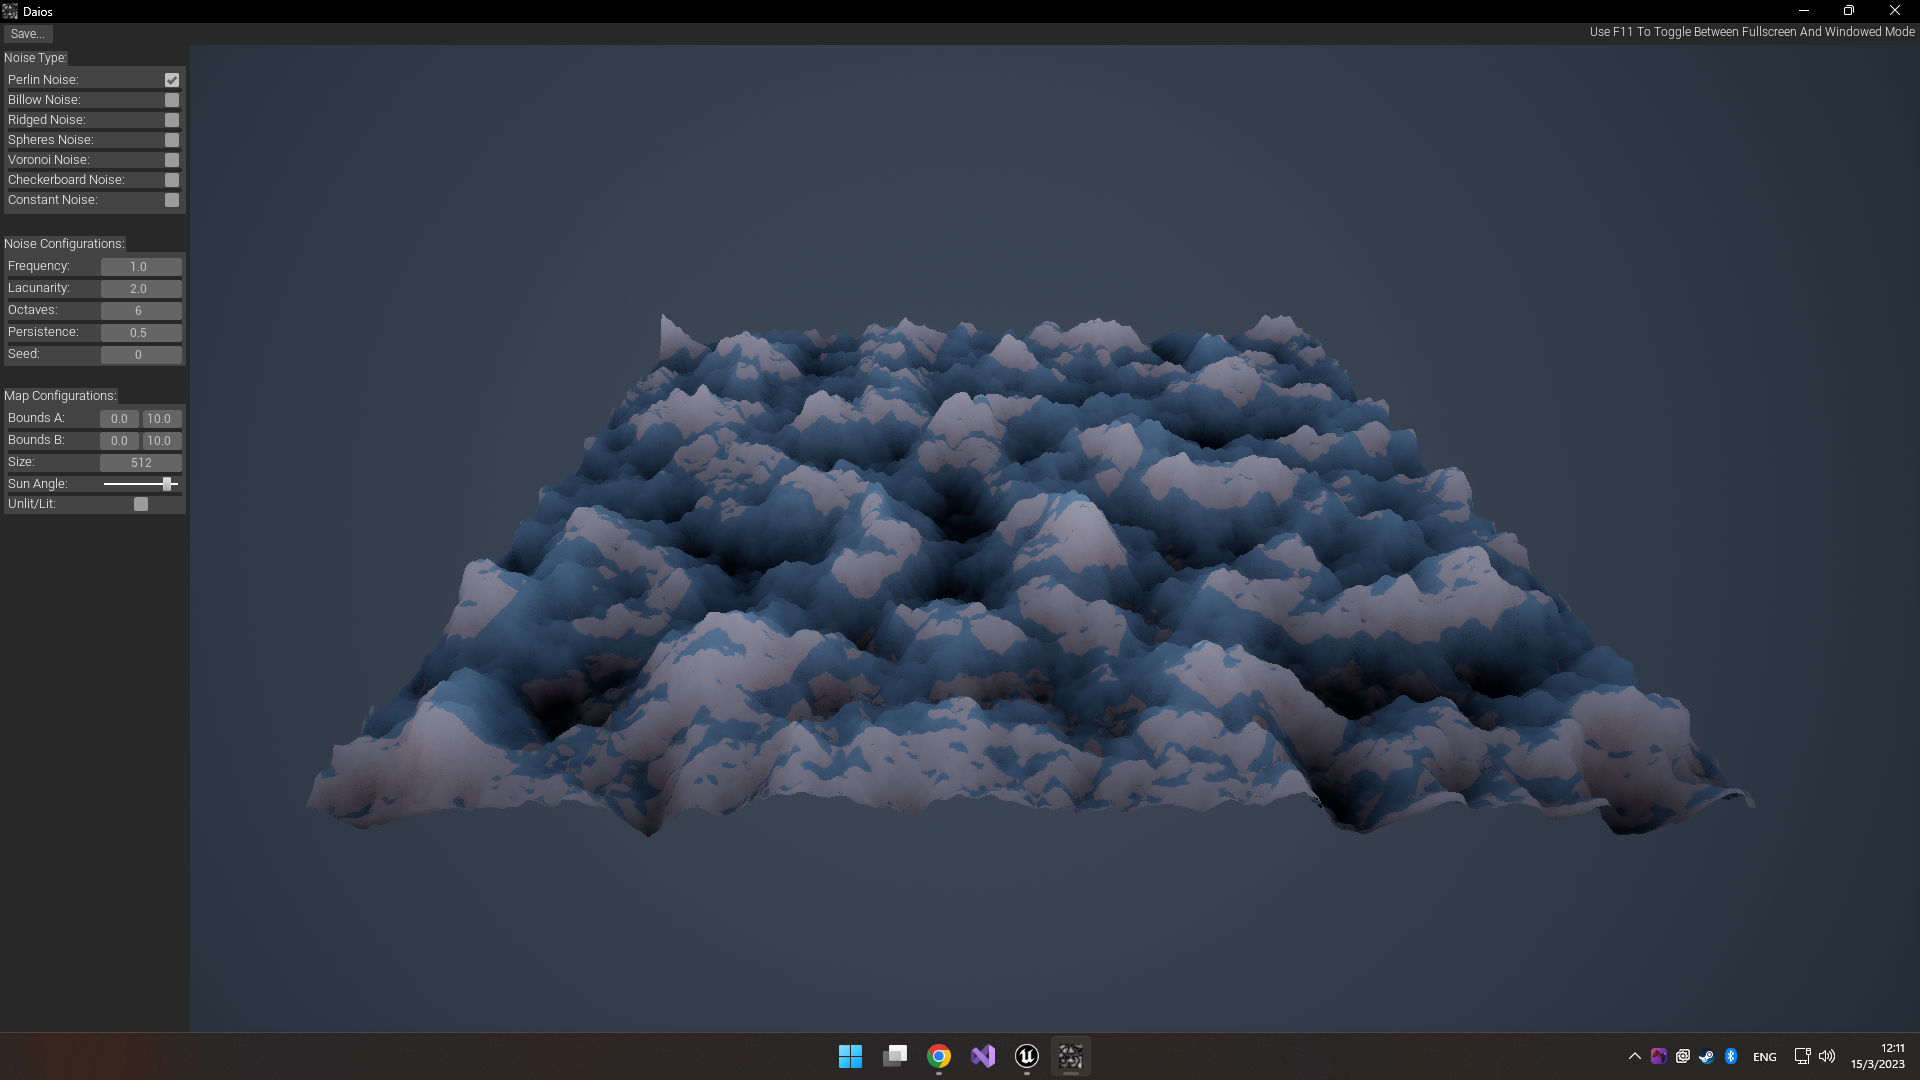 Daios
Save...
Use F11 To Toggle Between Fullscreen And Windowed Mode
Noise Type:
Perlin Noise:
Billow Noise:
Ridged Noise:
Spheres Noise:
Voronoi Noise:
Checkerboard Noise:
Constant Noise:
Noise Configurations:
Frequency: 1.0
Lacunarity: 2.0
Octaves: 6
Persistence: 0.5
Seed: 0
Map Configurations:
Bounds A: 0.0 10.0
Bounds B: 0.0 10.0
Size: 512
Sun Angle:
Unlit/Lit:
ENG
12:11
15/3/2023